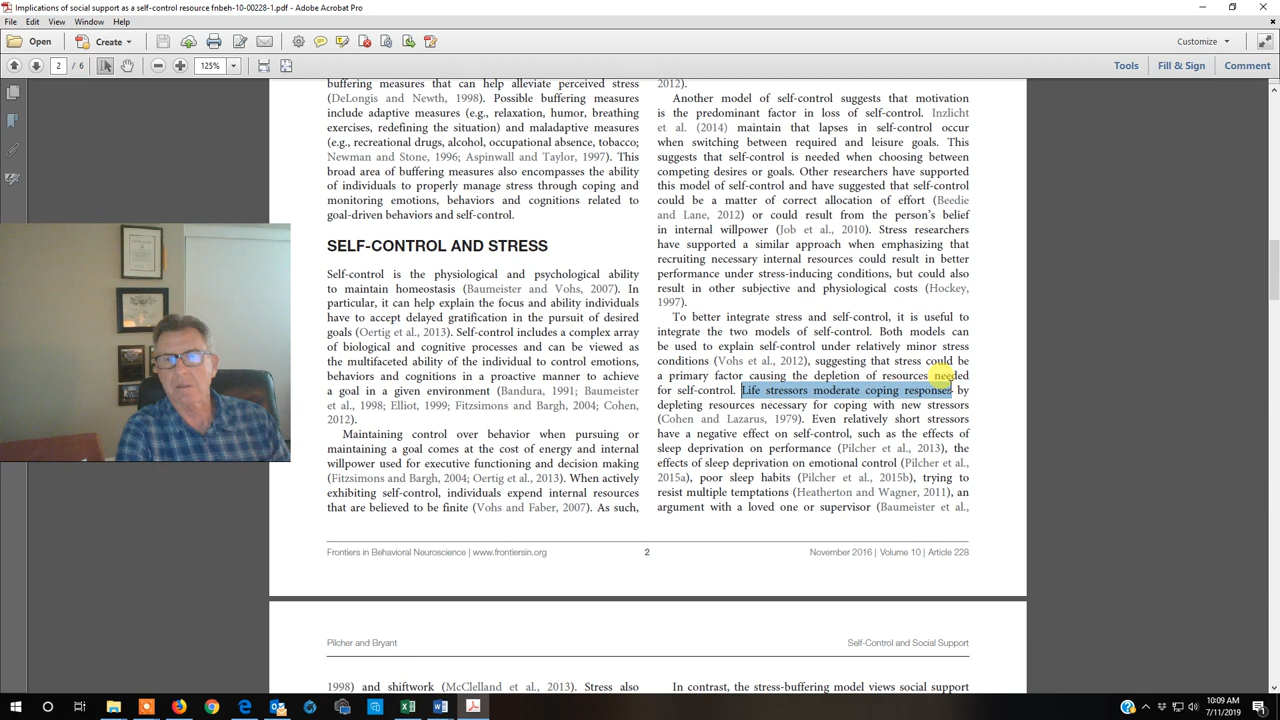 Implications of social support as a self-control resource fnbeh-10-00228-1.pdf - Adobe Acrobat Pro
File Edit View Window Help
Open Create Customize
2 / 6 125% Tools Fill & Sign Comment
buffering measures that can help alleviate perceived stress
(DeLongis and Newth, 1998). Possible buffering measures
include adaptive measures (e.g., relaxation, humor, breathing
exercises, redefining the situation) and maladaptive measures
(e.g., recreational drugs, alcohol, occupational absence, tobacco;
Newman and Stone, 1996; Aspinwall and Taylor, 1997). This
broad area of buffering measures also encompasses the ability
of individuals to properly manage stress through coping and
monitoring emotions, behaviors and cognitions related to
goal-driven behaviors and self-control.
SELF-CONTROL AND STRESS
Self-control is the physiological and psychological ability
to maintain homeostasis (Baumeister and Vohs, 2007). In
particular, it can help explain the focus and ability individuals
have to accept delayed gratification in the pursuit of desired
goals (Oertig et al., 2013). Self-control includes a complex array
of biological and cognitive processes and can be viewed as
the multifaceted ability of the individual to control emotions,
behaviors and cognitions in a proactive manner to achieve
a goal in a given environment (Bandura, 1991; Baumeister
et al., 1998; Elliot, 1999; Fitzsimons and Bargh, 2004; Cohen,
2012).
Maintaining control over behavior when pursuing or
maintaining a goal comes at the cost of energy and internal
willpower used for executive functioning and decision making
(Fitzsimons and Bargh, 2004; Oertig et al., 2013). When actively
exhibiting self-control, individuals expend internal resources
that are believed to be finite (Vohs and Faber, 2007). As such,
2012).
Another model of self-control suggests that motivation
is the predominant factor in loss of self-control. Inzlicht
et al. (2014) maintain that lapses in self-control occur
when switching between required and leisure goals. This
suggests that self-control is needed when choosing between
competing desires or goals. Other researchers have supported
this model of self-control and have suggested that self-control
could be a matter of correct allocation of effort (Beedie
and Lane, 2012) or could result from the person's belief
in internal willpower (Job et al., 2010). Stress researchers
have supported a similar approach when emphasizing that
recruiting necessary internal resources could result in better
performance under stress-inducing conditions, but could also
result in other subjective and physiological costs (Hockey,
1997).
To better integrate stress and self-control, it is useful to
integrate the two models of self-control. Both models can
be used to explain self-control under relatively minor stress
conditions (Vohs et al., 2012), suggesting that stress could be
a primary factor causing the depletion of resources needed
for self-control. Life stressors moderate coping responses by
depleting resources necessary for coping with new stressors
(Cohen and Lazarus, 1979). Even relatively short stressors
have a negative effect on self-control, such as the effects of
sleep deprivation on performance (Pilcher et al., 2013), the
effects of sleep deprivation on emotional control (Pilcher et al.,
2015a), poor sleep habits (Pilcher et al., 2015b), trying to
resist multiple temptations (Heatherton and Wagner, 2011), an
argument with a loved one or supervisor (Baumeister et al.,
Frontiers in Behavioral Neuroscience | www.frontiersin.org 2 November 2016 | Volume 10 | Article 228
Pilcher and Bryant Self-Control and Social Support
1998) and shiftwork (McClelland et al., 2013). Stress also
In contrast, the stress-buffering model views social support
10:09 AM
7/11/2019